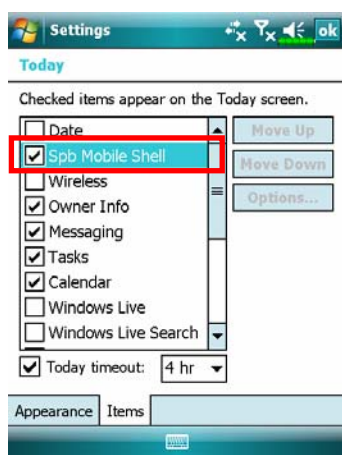 Settings
ok
Today
Checked items appear on the Today screen.
Date
Spb Mobile Shell
Wireless
Owner Info
Messaging
Tasks
Calendar
Windows Live
Windows Live Search
Move Up
Move Down
Options...
Today timeout: 4 hr
Appearance Items